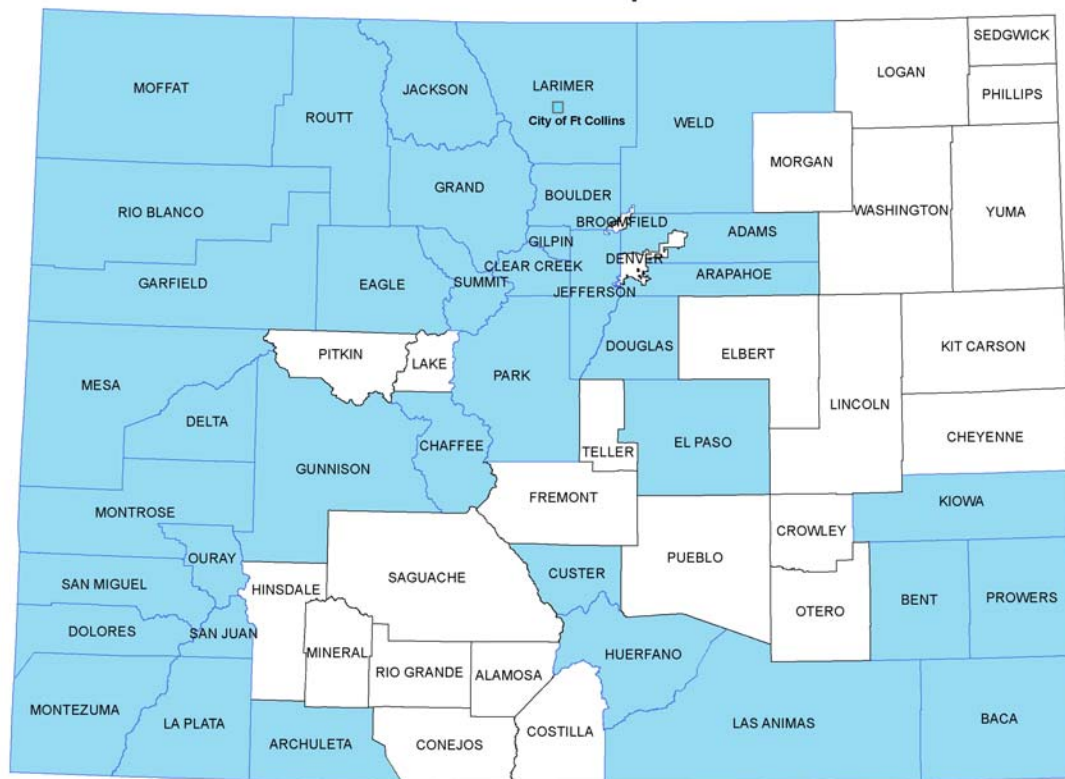 SEDGWICK
LOGAN
MOFFAT
JACKSON
LARIMER
PHILLIPS
ROUTT
City of Ft Collins
WELD
MORGAN
GRAND
BOULDER
RIO BLANCO
WASHINGTON
YUMA
BROOMFIELD
ADAMS
GILPIN
DENVER
CLEAR CREEK
ARAPAHOE
GARFIELD
EAGLE
SUMMIT
JEFFERSON
PITKIN
LAKE
DOUGLAS
ELBERT
KIT CARSON
PARK
MESA
LINCOLN
DELTA
CHEYENNE
EL PASO
CHAFFEE
TELLER
GUNNISON
FREMONT
KIOWA
MONTROSE
CROWLEY
OURAY
PUEBLO
SAGUACHE
CUSTER
SAN MIGUEL
HINSDALE
BENT
PROWERS
OTERO
DOLORES
SAN JUAN
MINERAL
HUERFANO
RIO GRANDE
ALAMOSA
MONTEZUMA
LA PLATA
LAS ANIMAS
BACA
COSTILLA
ARCHULETA
CONEJOS